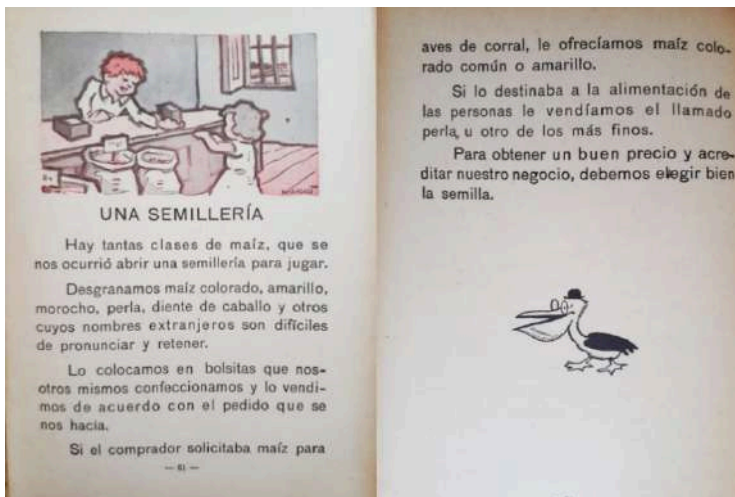 UNA SEMILLERÍA
Hay tantas clases de maíz, que se
nos ocurrió abrir una semillería para jugar.
Desgranamos maíz colorado, amarillo,
morocho, perla, diente de caballo y otros
cuyos nombres extranjeros son difíciles
de pronunciar y retener.
Lo colocamos en bolsitas que nos-
otros mismos confeccionamos y lo vendi-
mos de acuerdo con el pedido que se
nos hacía.
Si el comprador solicitaba maíz para
— 61 —
aves de corral, le ofrecíamos maíz colo-
rado común o amarillo.
Si lo destinaba a la alimentación de
las personas le vendíamos el llamado
perla, u otro de los más finos.
Para obtener un buen precio y acre-
ditar nuestro negocio, debemos elegir bien
la semilla.